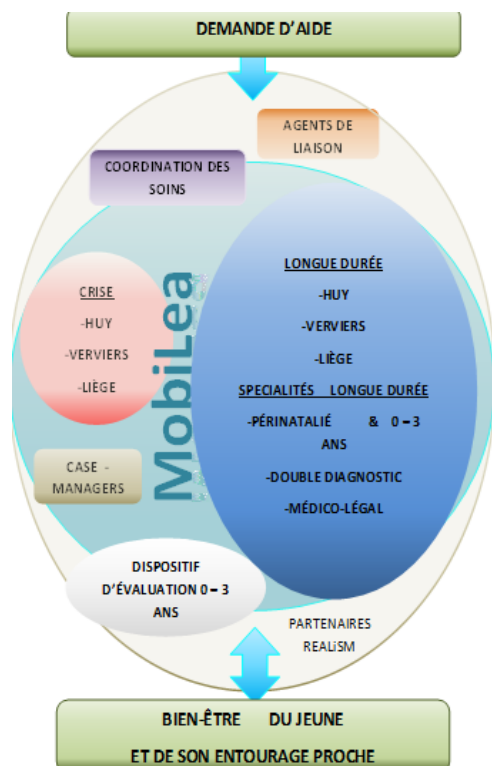 DEMANDE D'AIDE
AGENTS DE
LIAISON
COORDINATION DES
SOINS
MobiLea
CRISE
-HUY
-VERVIERS
-LIÈGE
LONGUE DURÉE
-HUY
-VERVIERS
-LIÈGE
SPECIALITÉS LONGUE DURÉE
-PÉRINATALIÉ & 0 – 3
ANS
-DOUBLE DIAGNOSTIC
-MÉDICO-LÉGAL
CASE -
MANAGERS
DISPOSITIF
D'ÉVALUATION 0 – 3
ANS
PARTENAIRES
REALiSM
BIEN-ÊTRE DU JEUNE
ET DE SON ENTOURAGE PROCHE